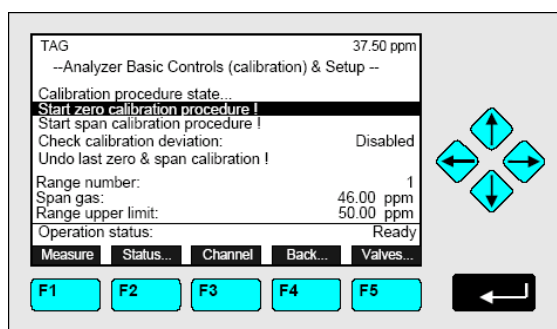 TAG 37.50 ppm
--Analyzer Basic Controls (calibration) & Setup --
Calibration procedure state...
Start zero calibration procedure !
Start span calibration procedure !
Check calibration deviation: Disabled
Undo last zero & span calibration !
Range number: 1
Span gas: 46.00 ppm
Range upper limit: 50.00 ppm
Operation status: Ready
Measure Status... Channel Back... Valves...
F1 F2 F3 F4 F5